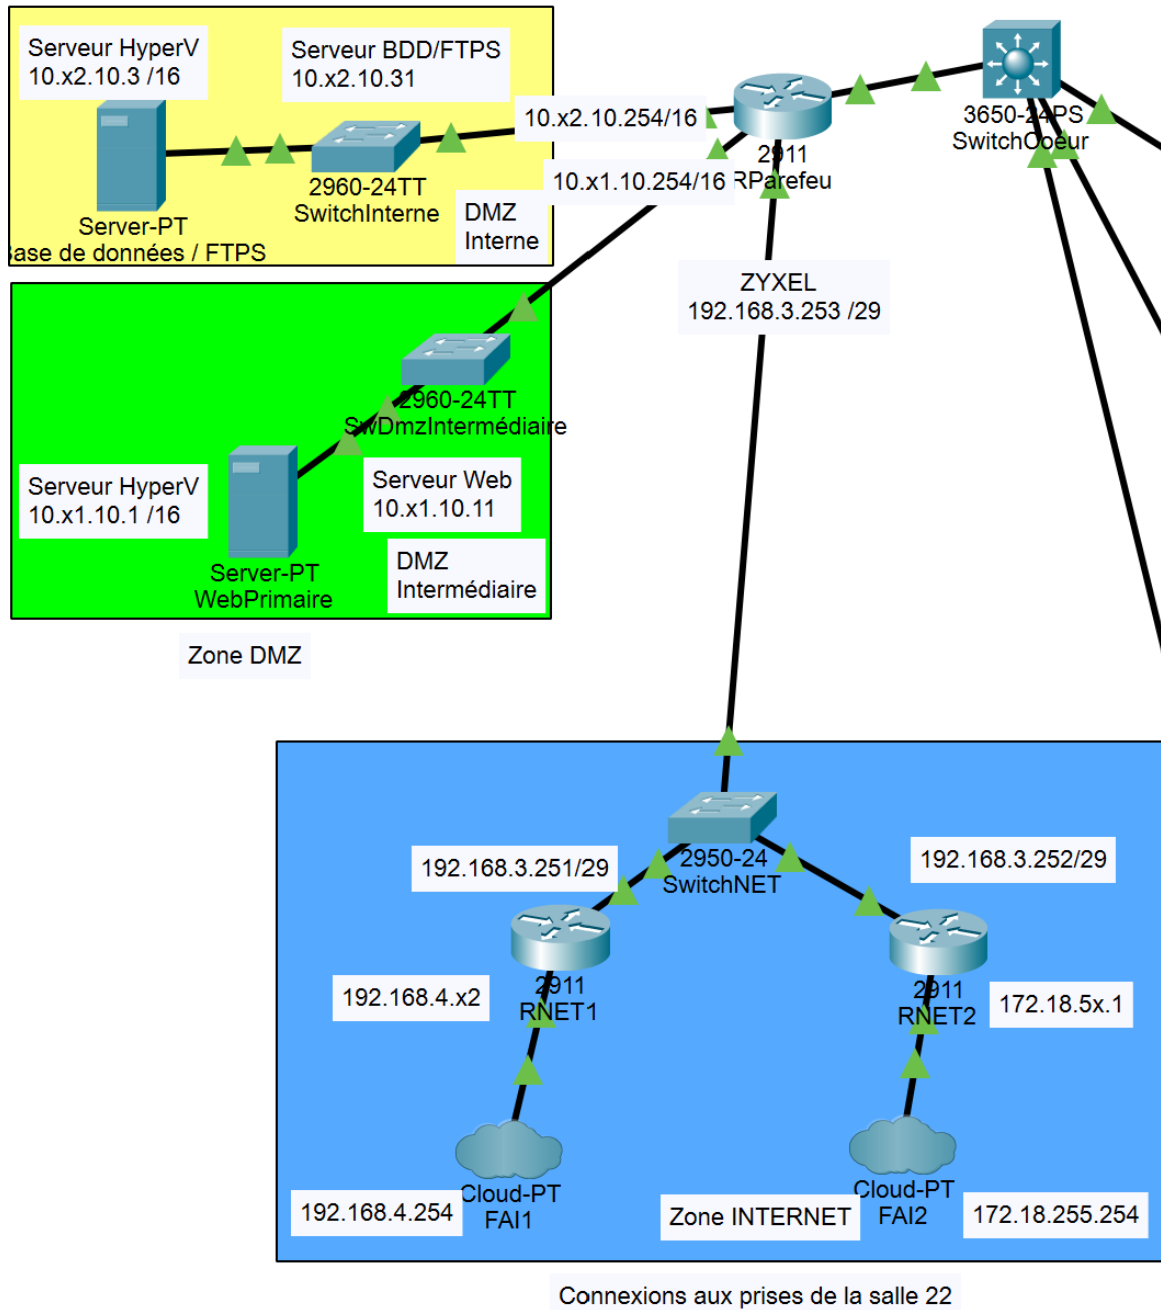 Serveur HyperV
10.x2.10.3 /16
Serveur BDD/FTPS
10.x2.10.31
10.x2.10.254/16
10.x1.10.254/16
2911
RParefeu
3650-24PS
SwitchCoeur
2960-24TT
SwitchInterne
DMZ
Interne
Server-PT
Base de données / FTPS
ZYXEL
192.168.3.253 /29
2960-24TT
SwDmzIntermédiaire
Serveur HyperV
10.x1.10.1 /16
Serveur Web
10.x1.10.11
Server-PT
WebPrimaire
DMZ
Intermédiaire
Zone DMZ
2950-24
SwitchNET
192.168.3.251/29
192.168.3.252/29
192.168.4.x2
2911
RNET1
2911
RNET2
172.18.5x.1
192.168.4.254
Cloud-PT
FAI1
Zone INTERNET
Cloud-PT
FAI2
172.18.255.254
Connexions aux prises de la salle 22